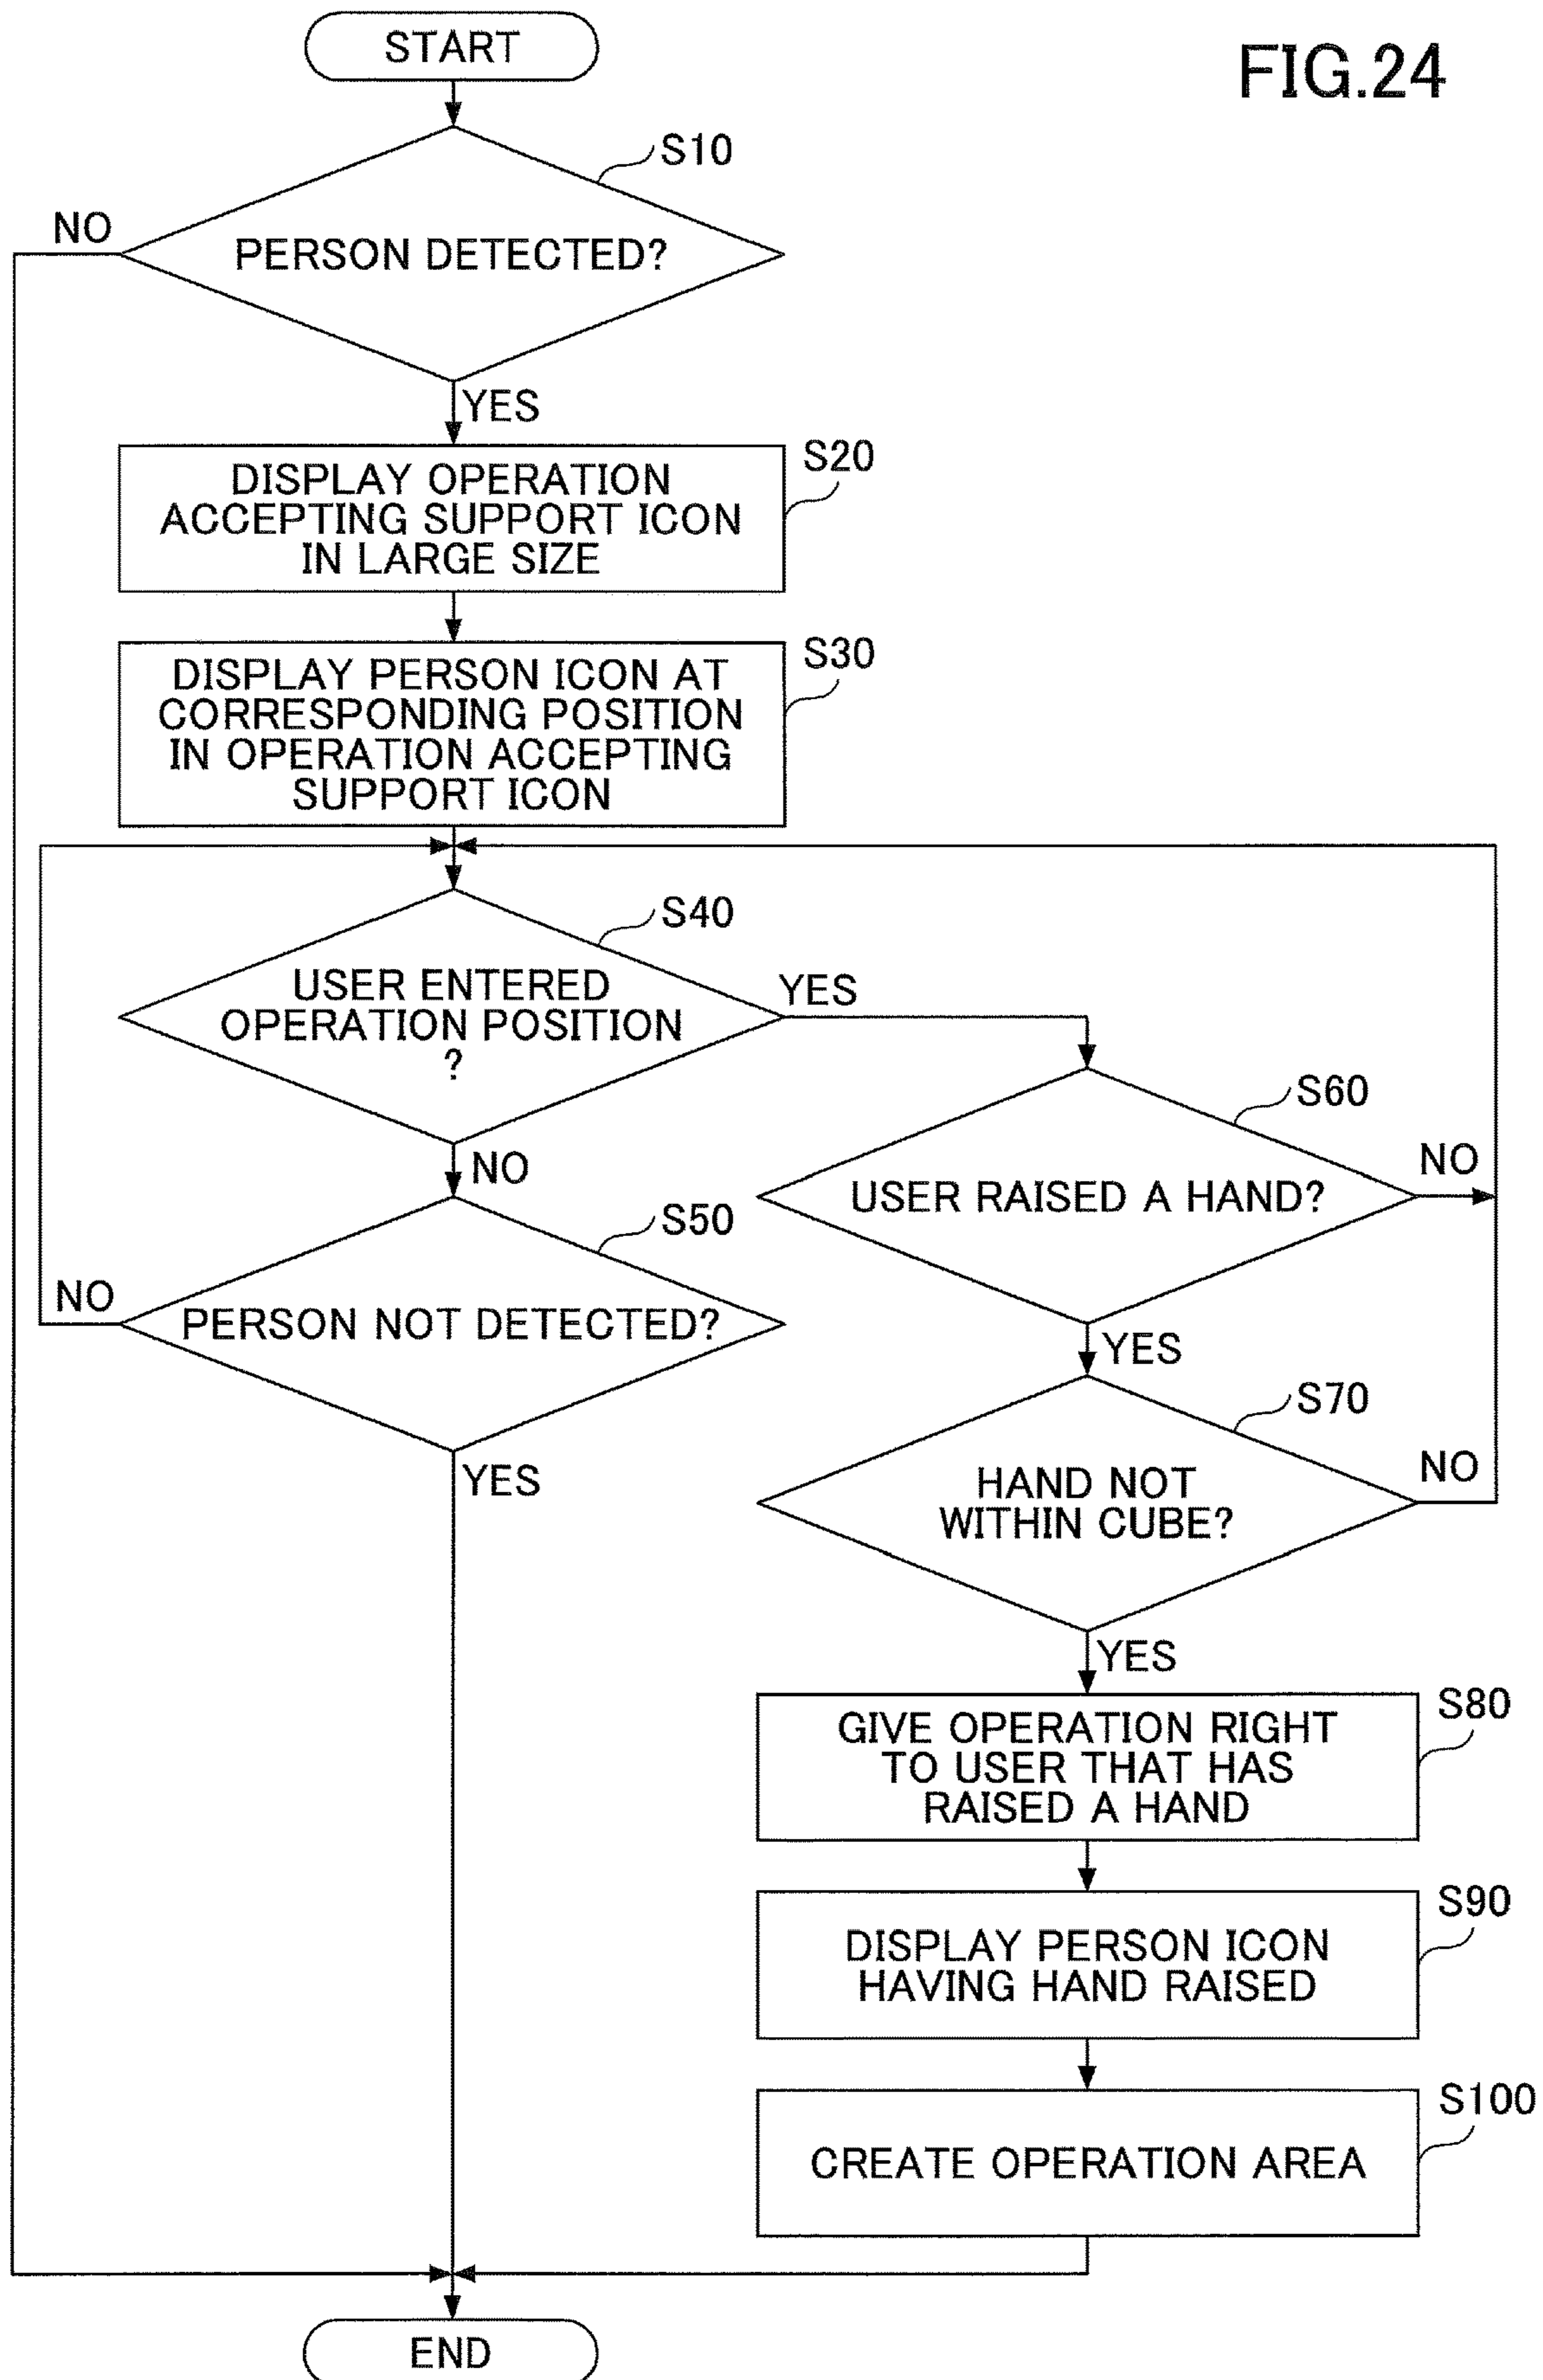 FIG.24
START
S10
NO
PERSON DETECTED?
YES
S20
DISPLAY OPERATION
ACCEPTING SUPPORT ICON
IN LARGE SIZE
S30
DISPLAY PERSON ICON AT
CORRESPONDING POSITION
IN OPERATION ACCEPTING
SUPPORT ICON
S40
USER ENTERED
OPERATION POSITION
?
YES
NO
S50
NO
PERSON NOT DETECTED?
YES
S60
NO
USER RAISED A HAND?
YES
S70
NO
HAND NOT
WITHIN CUBE?
YES
S80
GIVE OPERATION RIGHT
TO USER THAT HAS
RAISED A HAND
S90
DISPLAY PERSON ICON
HAVING HAND RAISED
S100
CREATE OPERATION AREA
END